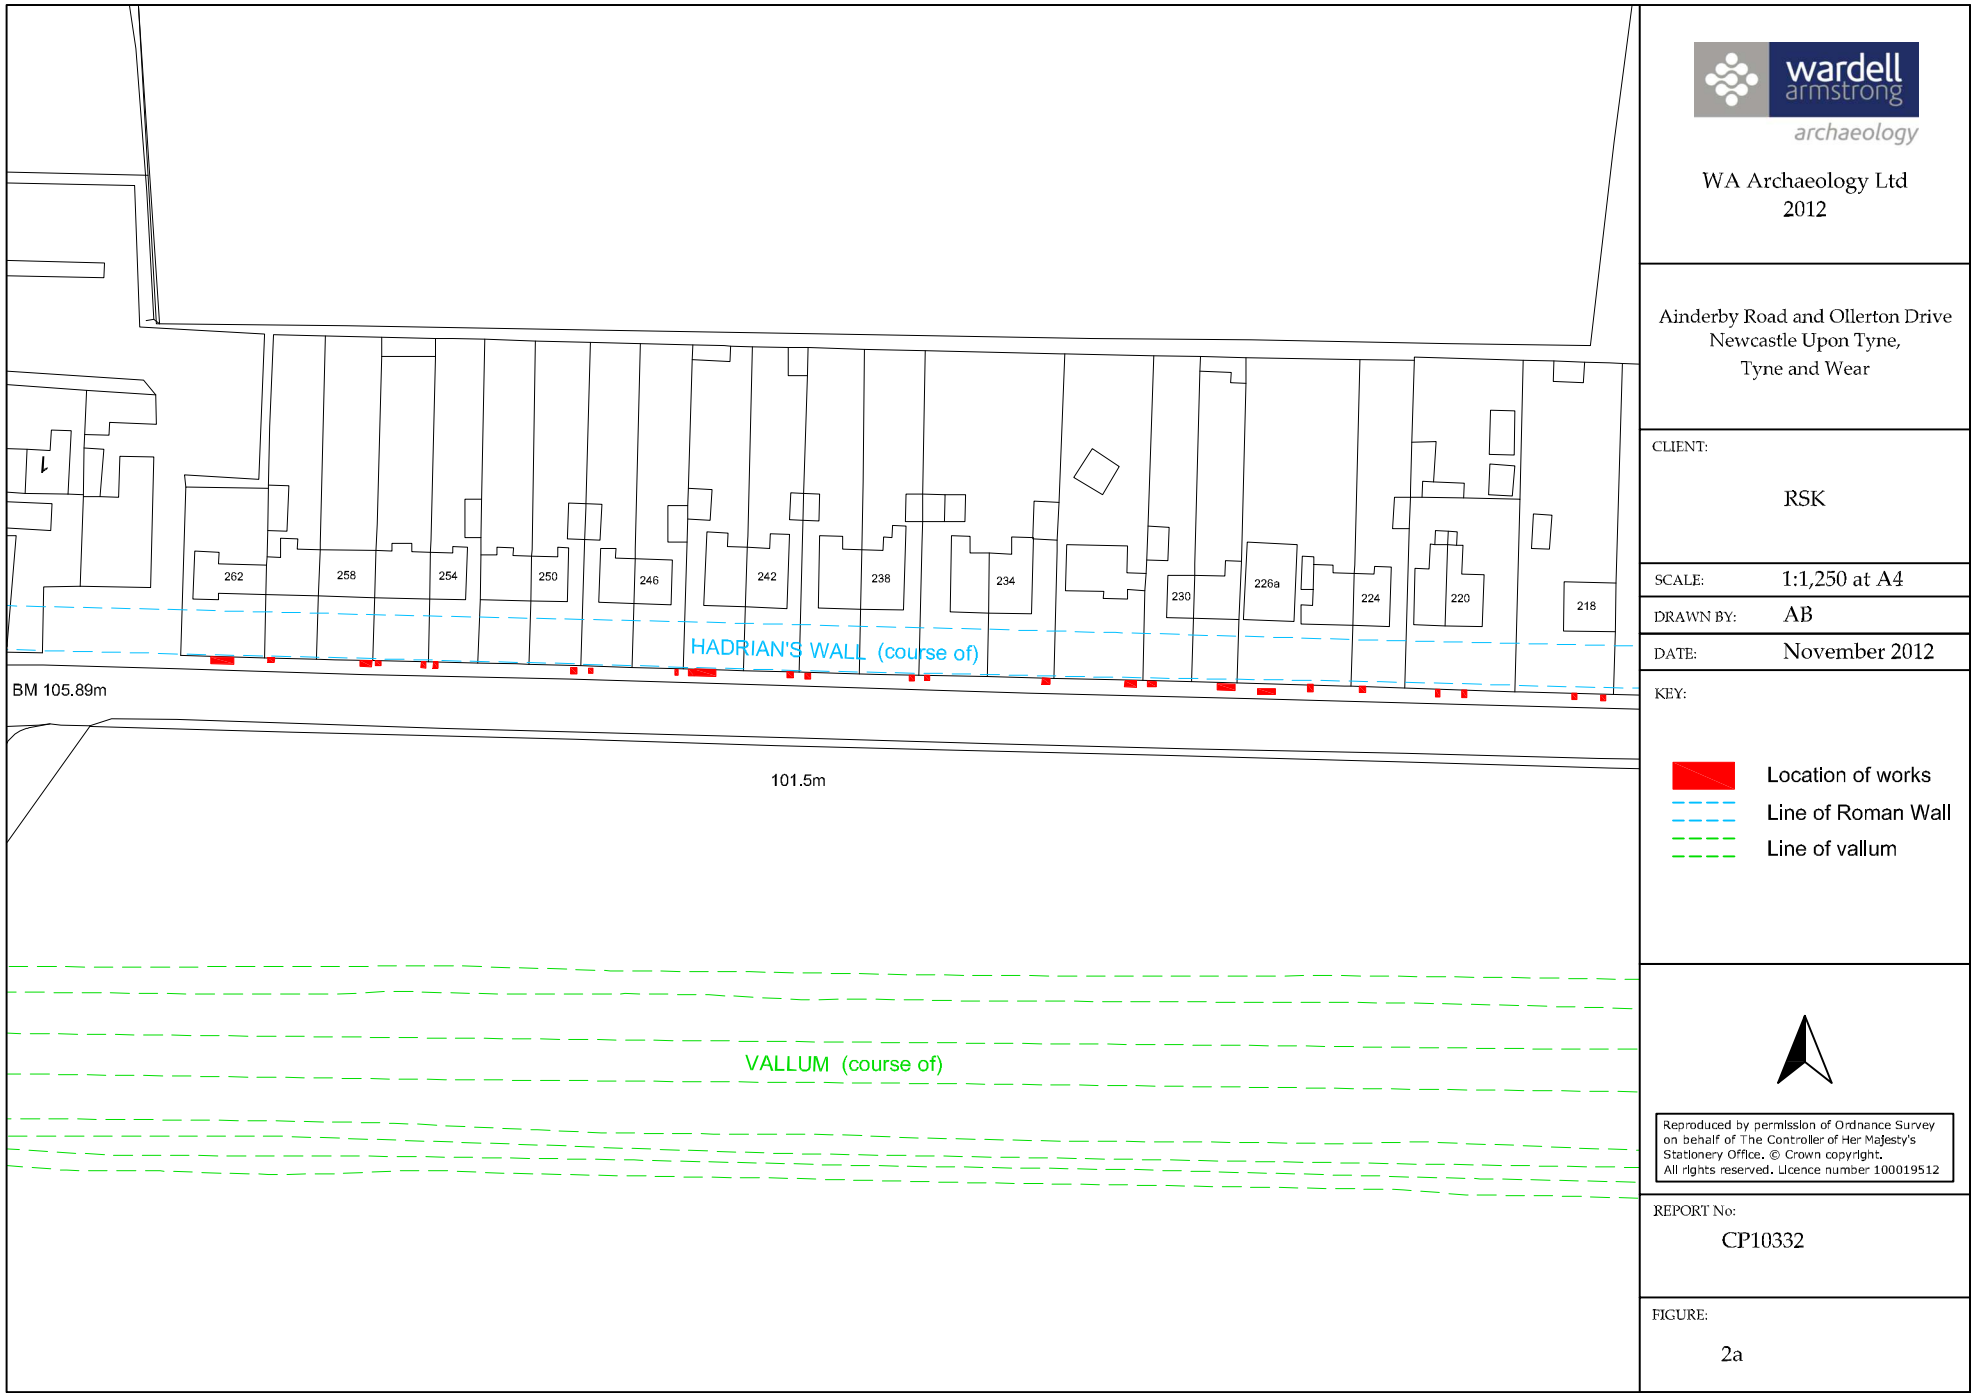 1
262
258
254
250
246
242
238
234
230
226a
224
220
218
HADRIAN'S WALL (course of)
BM 105.89m
101.5m
VALLUM (course of)
wardell
armstrong
archaeology
WA Archaeology Ltd
2012
Ainderby Road and Ollerton Drive
Newcastle Upon Tyne,
Tyne and Wear
CLIENT:
RSK
SCALE: 1:1,250 at A4
DRAWN BY: AB
DATE: November 2012
KEY:
Location of works
Line of Roman Wall
Line of vallum
Reproduced by permission of Ordnance Survey
on behalf of The Controller of Her Majesty's
Stationery Office. © Crown copyright.
All rights reserved. Licence number 100019512
REPORT No:
CP10332
FIGURE:
2a